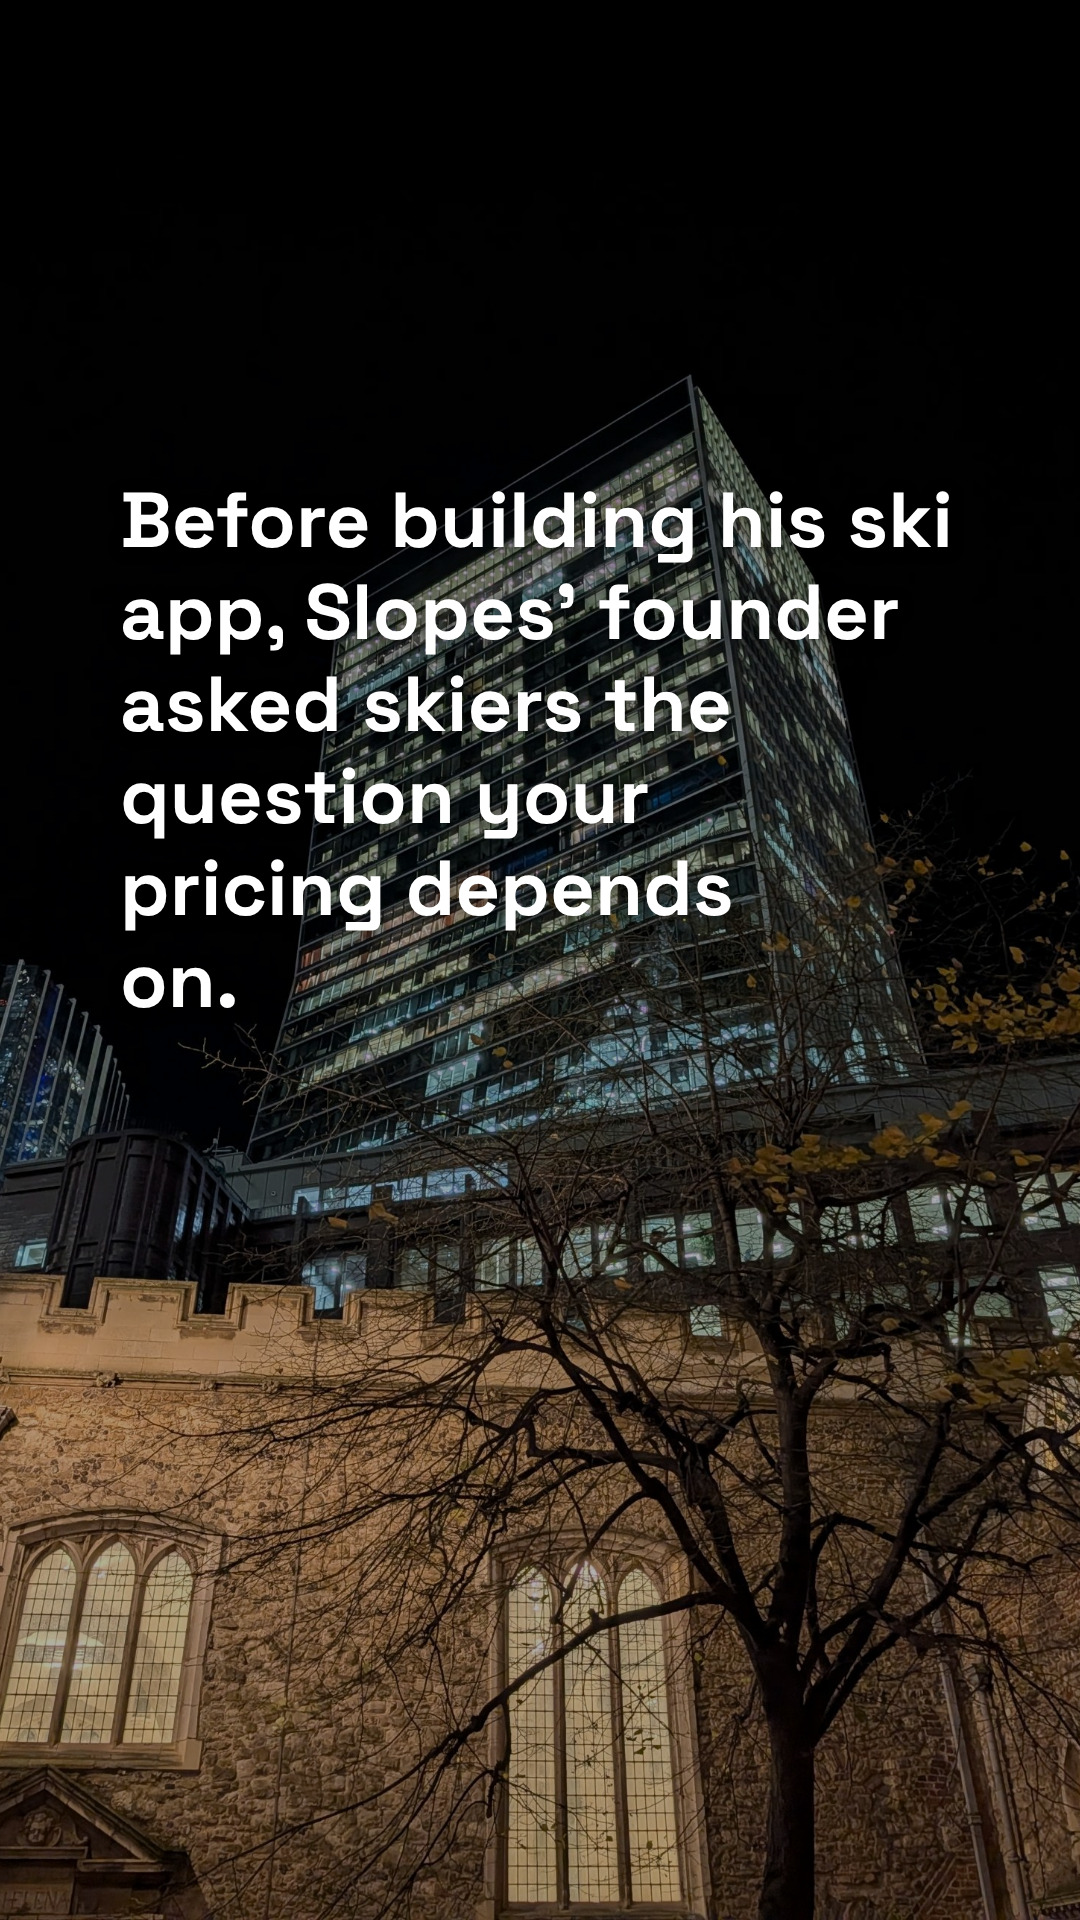 Before building his ski
app, Slopes’ founder
asked skiers the
question your
pricing depends
on.